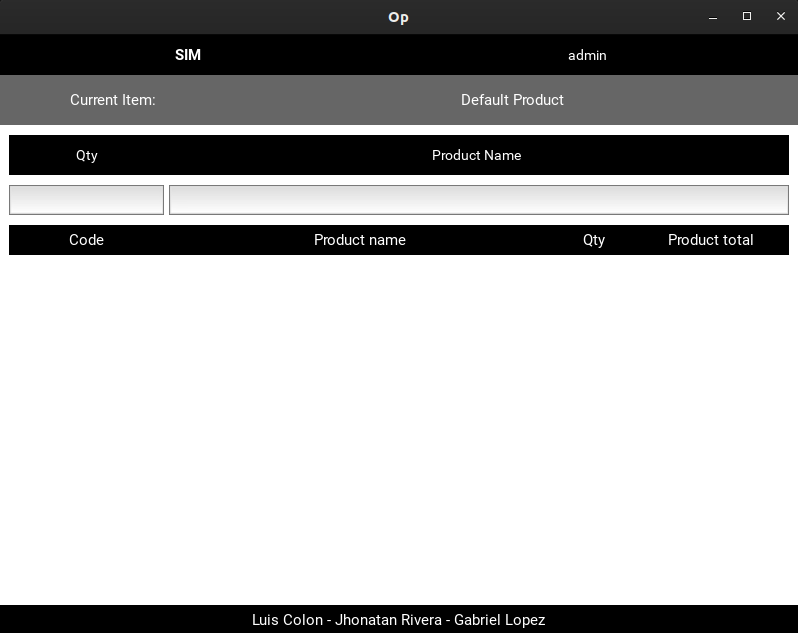 Op
SIM admin
Current Item: Default Product
Qty Product Name
Code Product name Qty Product total
Luis Colon - Jhonatan Rivera - Gabriel Lopez